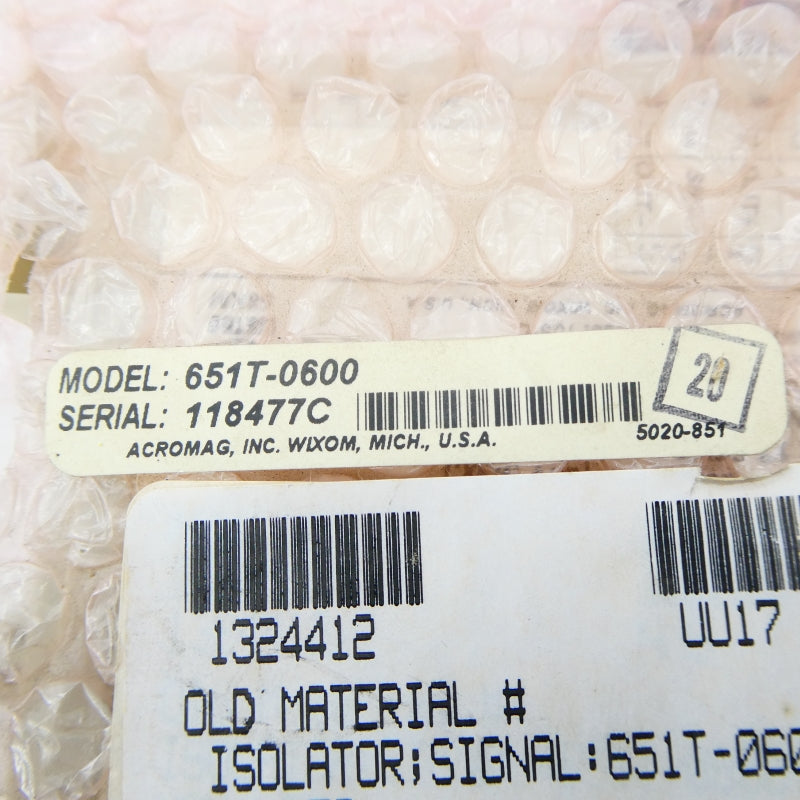 MODEL: 651T-0600
SERIAL: 118477C
ACROMAG, INC. WIXOM, MICH., U.S.A.
5020-851
1324412
UU17
OLD MATERIAL #
ISOLATOR;SIGNAL:651T-060